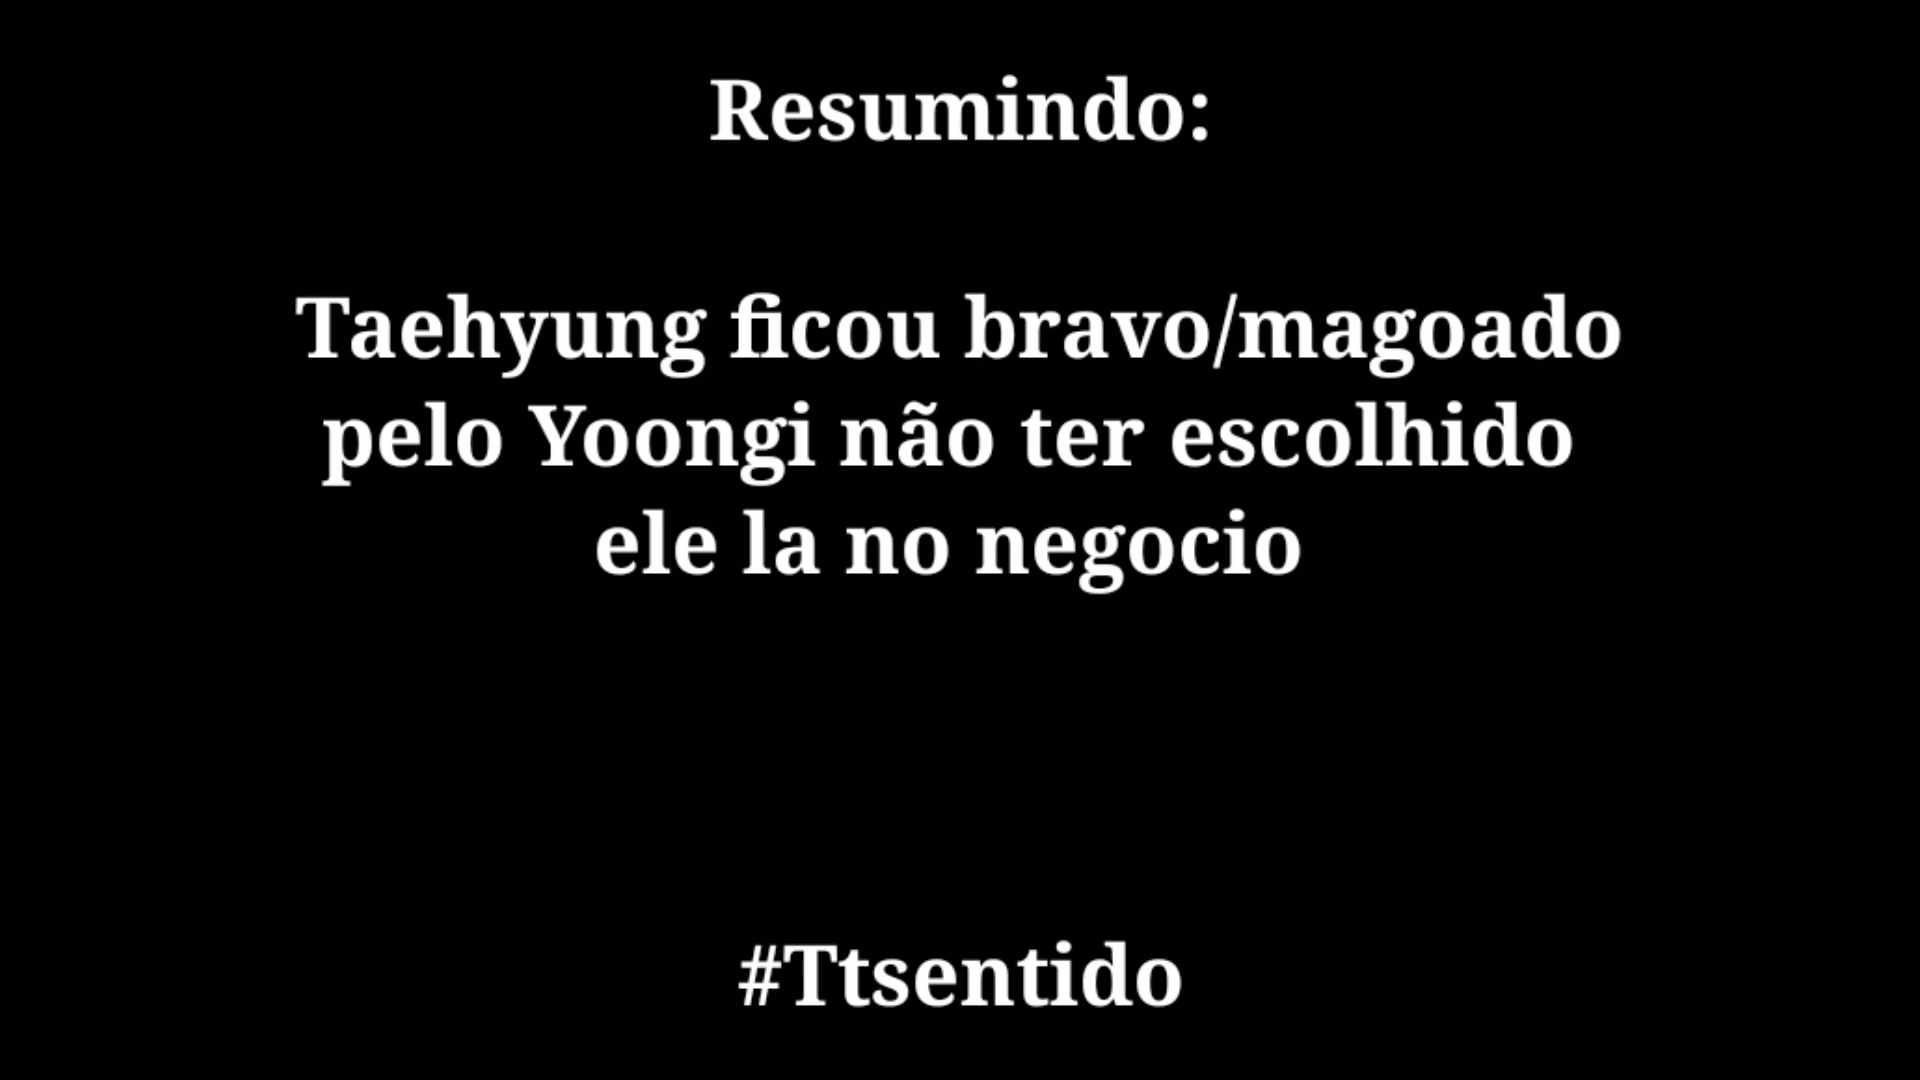 Resumindo:
Taehyung ficou bravo/magoado
pelo Yoongi não ter escolhido
ele la no negocio
#Ttsentido